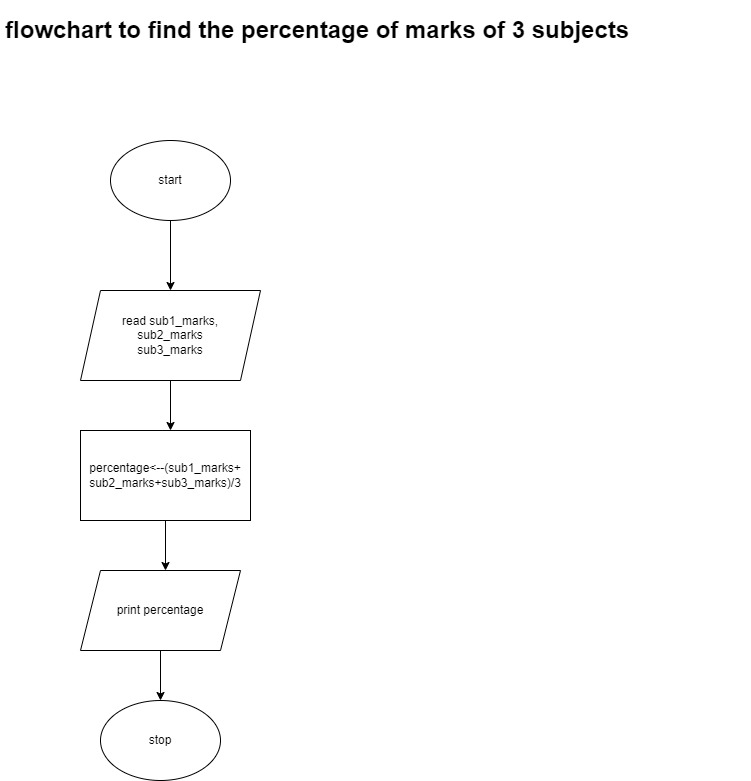 flowchart to find the percentage of marks of 3 subjects
start
read sub1_marks,
sub2_marks
sub3_marks
percentage<--(sub1_marks+
sub2_marks+sub3_marks)/3
print percentage
stop